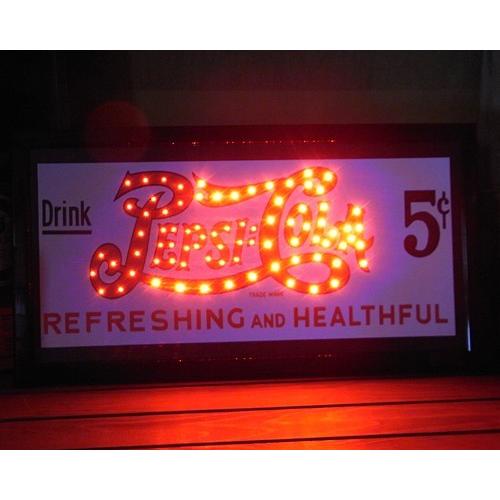 Drink
PEPSI:COLA
5¢
TRADE MARK
REFRESHING AND HEALTHFUL